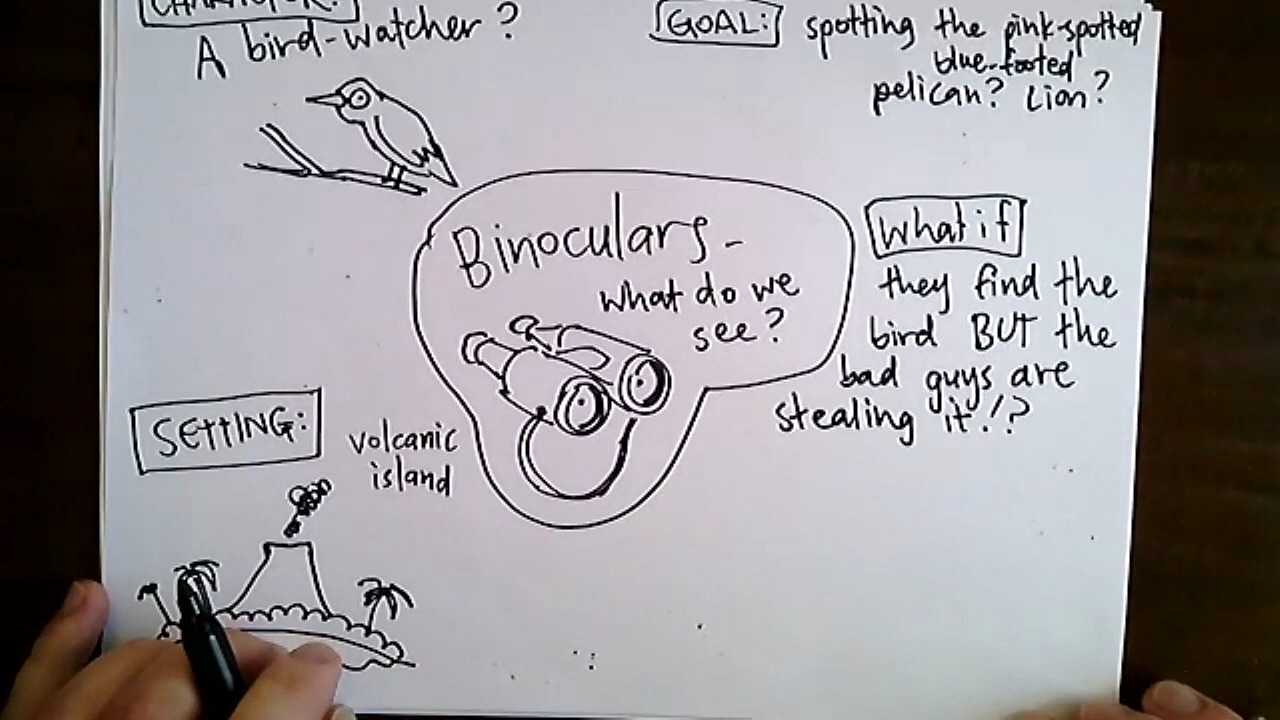 CHARACTER:
A bird-watcher?
GOAL: spotting the pink-spotted
blue-footed
pelican? Lion?
Binoculars -
what do we
see?
What if
they find the
bird BUT the
bad guys are
stealing it!?
SETTING:
volcanic
island